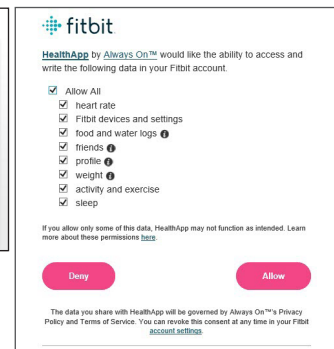 fitbit
HealthApp by Always On™ would like the ability to access and
write the following data in your Fitbit account.
Allow All
heart rate
Fitbit devices and settings
food and water logs
friends
profile
weight
activity and exercise
sleep
If you allow only some of this data, HealthApp may not function as intended. Learn
more about these permissions here.
Deny
Allow
The data you share with HealthApp will be governed by Always On™'s Privacy
Policy and Terms of Service. You can revoke this consent at any time in your Fitbit
account settings.